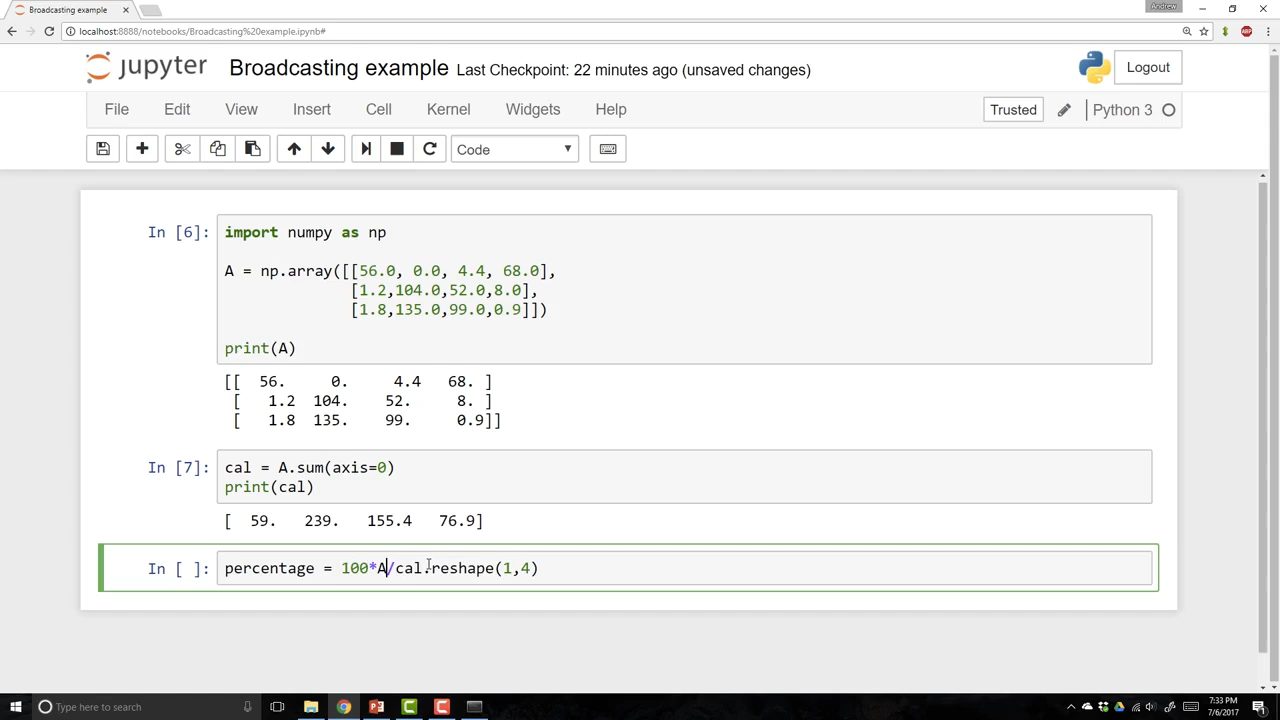 Broadcasting example
Andrew
localhost:8888/notebooks/Broadcasting%20example.ipynb#
ABP
jupyter Broadcasting example Last Checkpoint: 22 minutes ago (unsaved changes)
Logout
File Edit View Insert Cell Kernel Widgets Help
Trusted
Python 3
Code
In [6]:
import numpy as np
A = np.array([[56.0, 0.0, 4.4, 68.0],
[1.2,104.0,52.0,8.0],
[1.8,135.0,99.0,0.9]])
print(A)
[[ 56. 0. 4.4 68. ]
[ 1.2 104. 52. 8. ]
[ 1.8 135. 99. 0.9]]
In [7]:
cal = A.sum(axis=0)
print(cal)
[ 59. 239. 155.4 76.9]
In [ ]:
percentage = 100*A/cal.reshape(1,4)
Type here to search
7:33 PM
7/6/2017